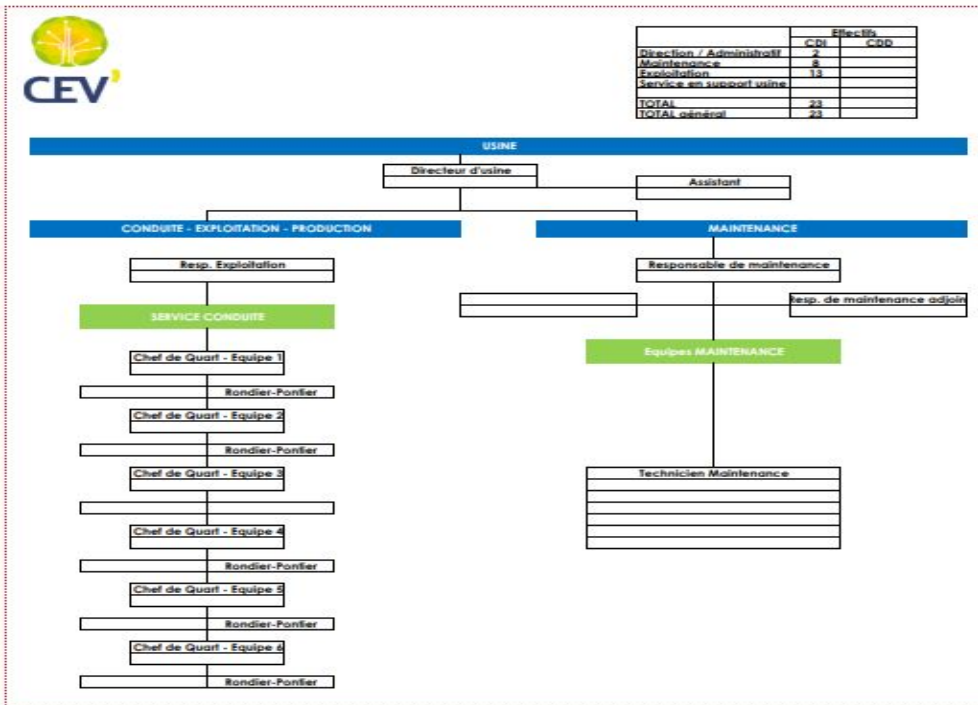 CEV'
Effectifs
CDI CDD
Direction / Administratif 2
Maintenance 8
Exploitation 13
Service en support usine
TOTAL 23
TOTAL général 23
USINE
Directeur d'usine
Assistant
CONDUITE - EXPLOITATION - PRODUCTION
MAINTENANCE
Resp. Exploitation
Responsable de maintenance
Resp. de maintenance adjoin
SERVICE CONDUITE
Equipes MAINTENANCE
Chef de Quart - Equipe 1
Rondier-Pontier
Chef de Quart - Equipe 2
Rondier-Pontier
Chef de Quart - Equipe 3
Technicien Maintenance
Chef de Quart - Equipe 4
Rondier-Pontier
Chef de Quart - Equipe 5
Rondier-Pontier
Chef de Quart - Equipe 6
Rondier-Pontier